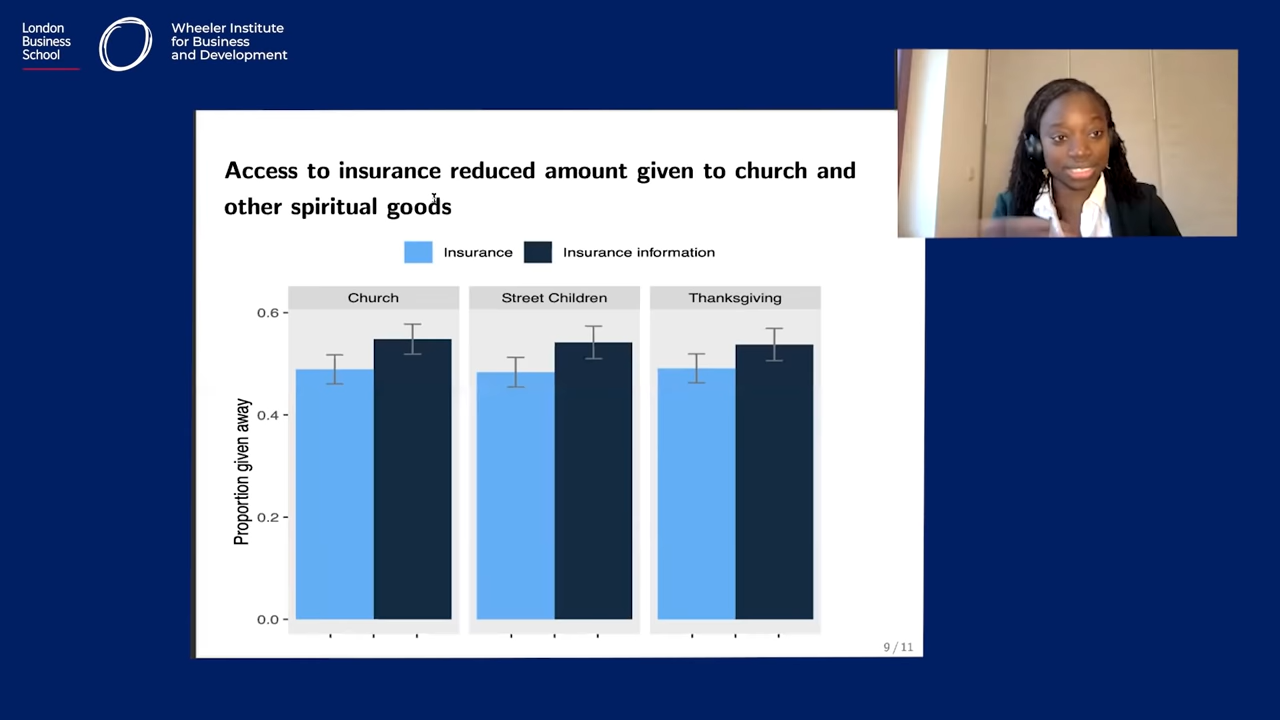 London
Business
School
Wheeler Institute
for Business
and Development
Access to insurance reduced amount given to church and
other spiritual goods
Insurance
Insurance information
Church
Street Children
Thanksgiving
0.6
0.4
0.2
0.0
Proportion given away
9 / 11